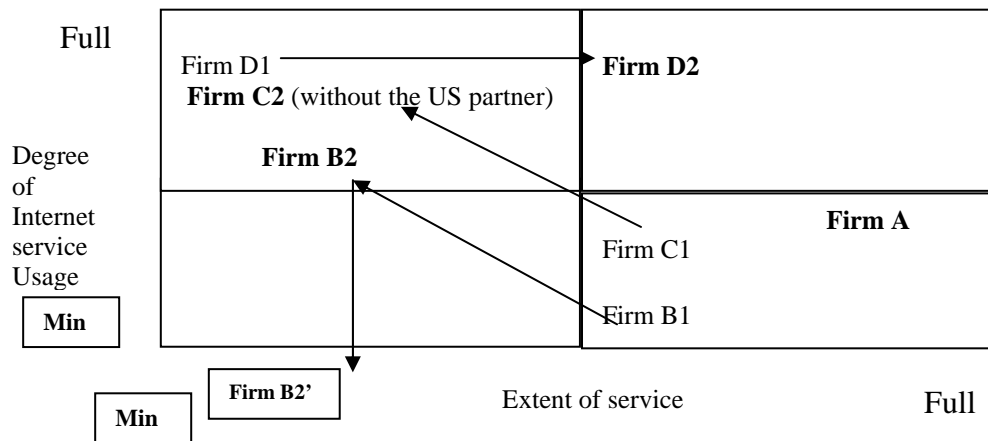 Full
Firm D1
Firm D2
Firm C2 (without the US partner)
Firm B2
Degree
of
Internet
service
Usage
Firm A
Firm C1
Firm B1
Min
Firm B2’
Extent of service
Full
Min